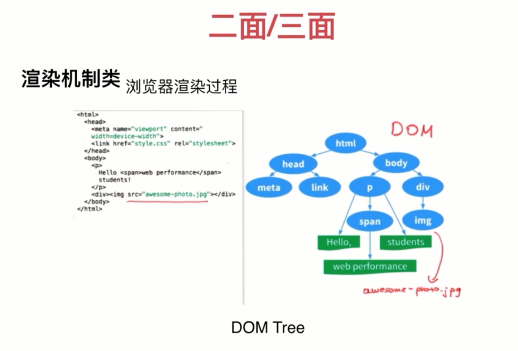 二面/三面
渲染机制类 浏览器渲染过程
<html>
<head>
<meta name="viewport" content="
width=device-width">
<link href="style.css" rel="stylesheet">
</head>
<body>
<p>
Hello <span>web performance</span>
students!
</p>
<div><img src="awesome-photo.jpg"></div>
</body>
</html>
DOM
html
head
body
meta
link
p
div
span
img
Hello,
students
web performance
awesome-photo.jpg
DOM Tree